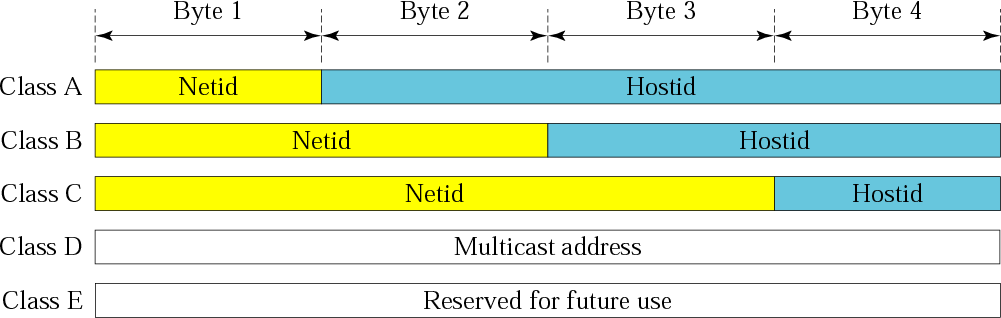 Byte 1 Byte 2 Byte 3 Byte 4
Class A Netid Hostid
Class B Netid Hostid
Class C Netid Hostid
Class D Multicast address
Class E Reserved for future use